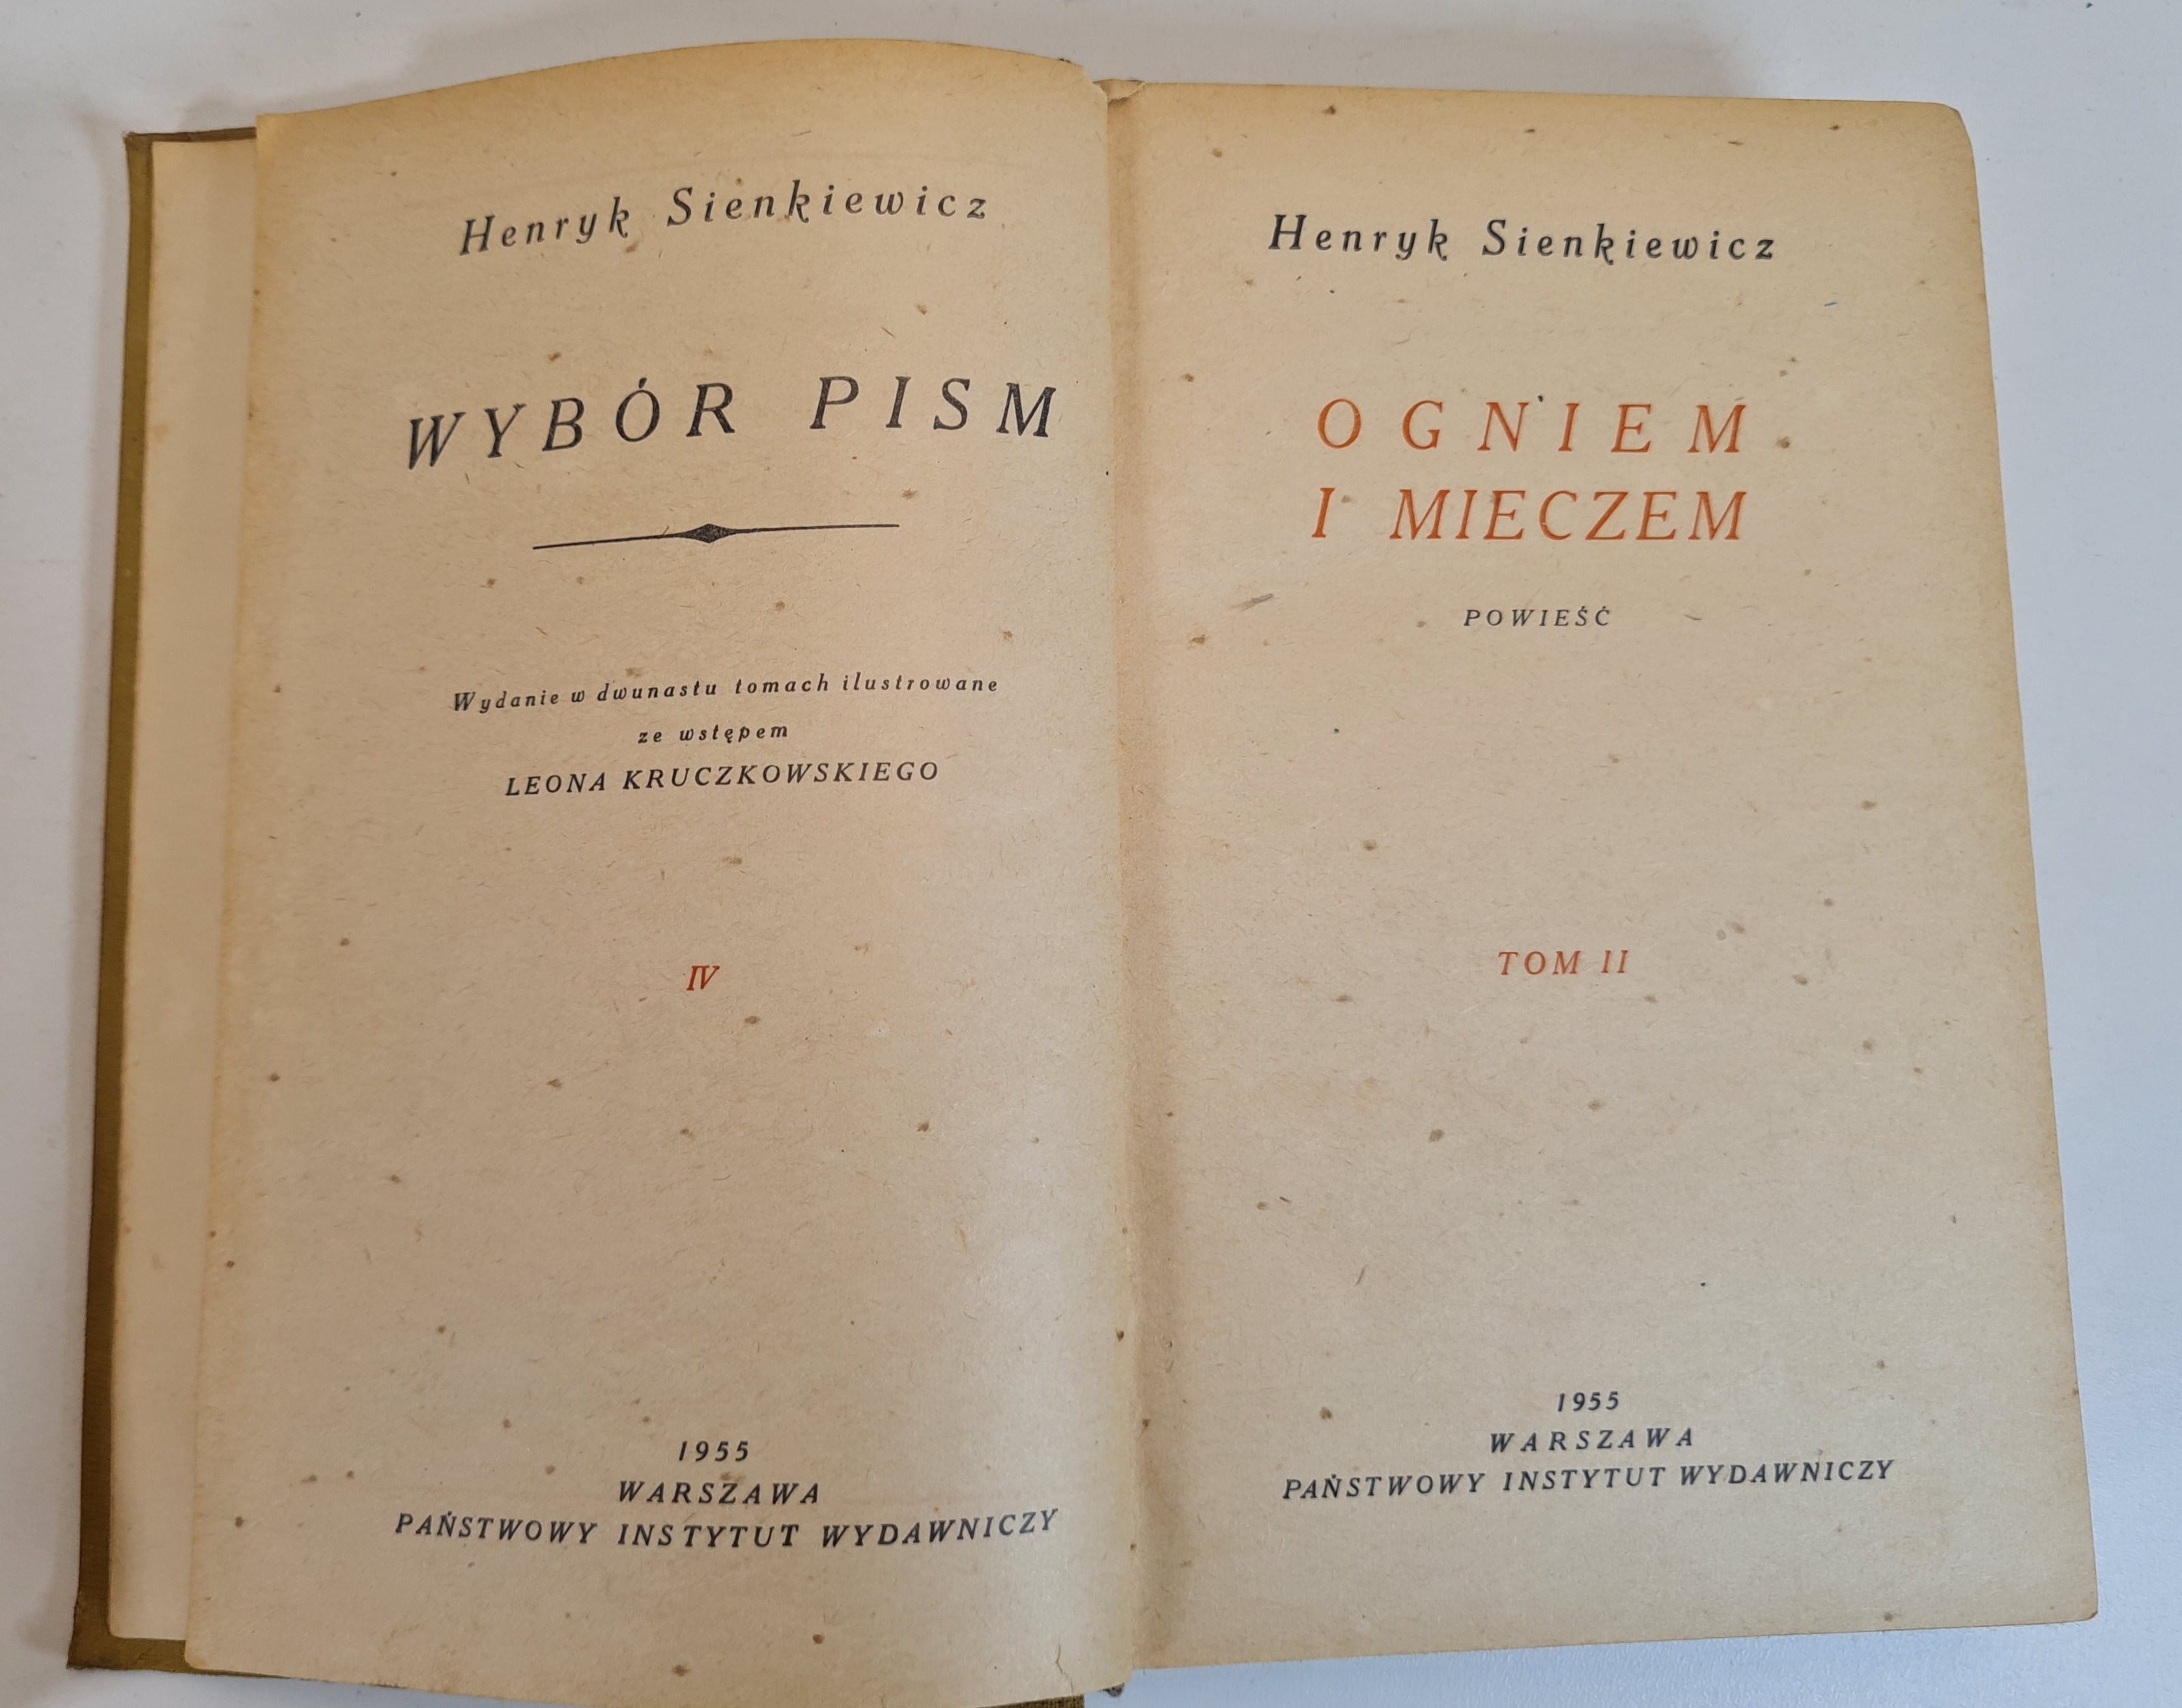 Henryk Sienkiewicz
WYBÓR PISM
Wydanie w dwunastu tomach ilustrowane
ze wstępem
LEONA KRUCZKOWSKIEGO
IV
1955
WARSZAWA
PAŃSTWOWY INSTYTUT WYDAWNICZY
Henryk Sienkiewicz
OGNIEM
I MIECZEM
POWIEŚĆ
TOM II
1955
WARSZAWA
PAŃSTWOWY INSTYTUT WYDAWNICZY